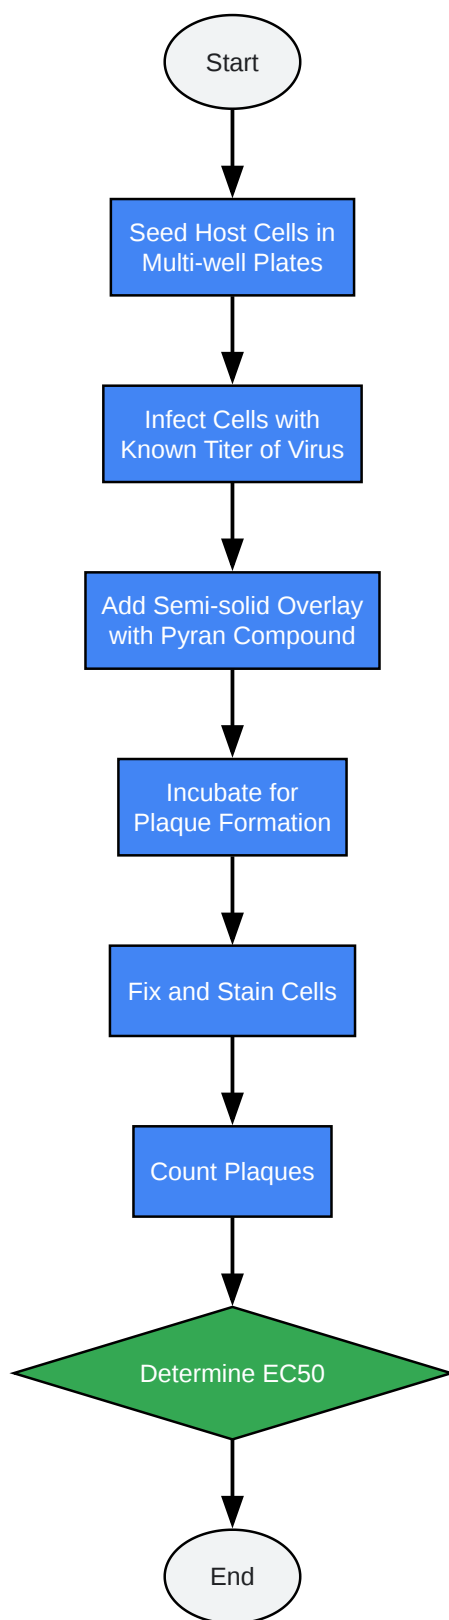 Start
Seed Host Cells in
Multi-well Plates
Infect Cells with
Known Titer of Virus
Add Semi-solid Overlay
with Pyran Compound
Incubate for
Plaque Formation
Fix and Stain Cells
Count Plaques
Determine EC50
End